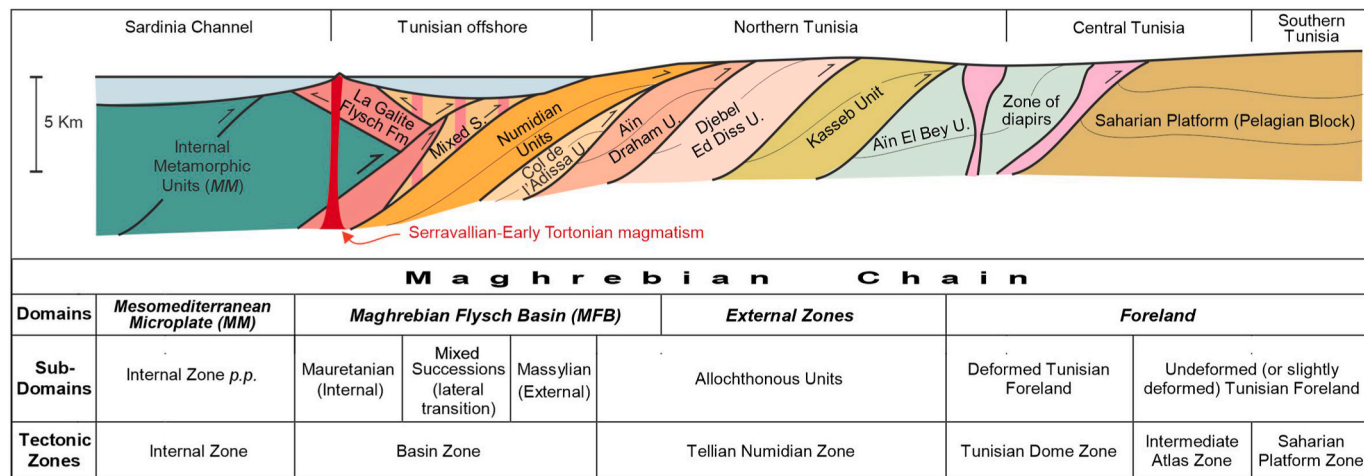 Sardinia Channel
Tunisian offshore
Northern Tunisia
Central Tunisia
Southern
Tunisia
5 Km
Internal
Metamorphic
Units (MM)
La Galite
Flysch Fm
Mixed S.
Numidian
Units
Col de
l'Adissa U.
Aïn
Draham U.
Djebel
Ed Diss U.
Kasseb Unit
Aïn El Bey U.
Zone of
diapirs
Saharian Platform (Pelagian Block)
Serravallian-Early Tortonian magmatism
Maghrebian Chain
Domains
Mesomediterranean
Microplate (MM)
Maghrebian Flysch Basin (MFB)
External Zones
Foreland
Sub-
Domains
Internal Zone p.p.
Mauretanian
(Internal)
Mixed
Successions
(lateral
transition)
Massylian
(External)
Allochthonous Units
Deformed Tunisian
Foreland
Undeformed (or slightly
deformed) Tunisian Foreland
Tectonic
Zones
Internal Zone
Basin Zone
Tellian Numidian Zone
Tunisian Dome Zone
Intermediate
Atlas Zone
Saharian
Platform Zone